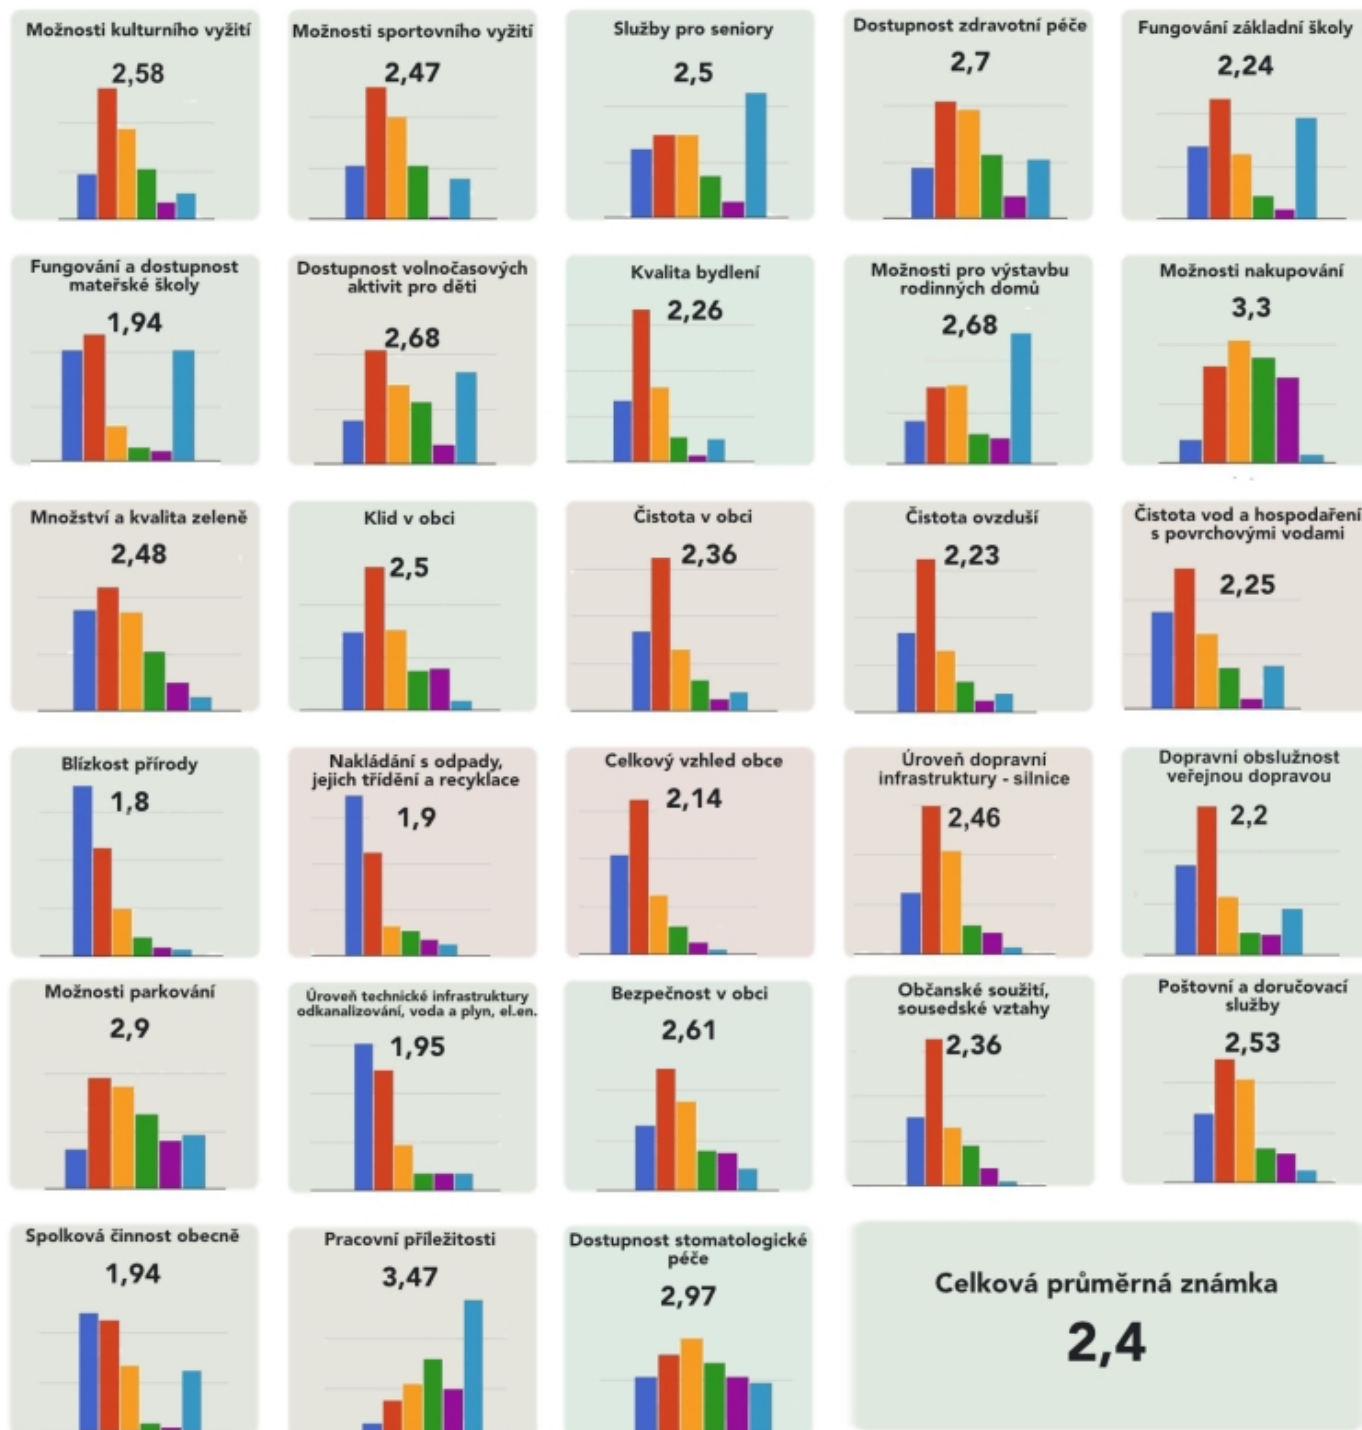 Možnosti kulturního vyžití
2,58
Možnosti sportovního vyžití
2,47
Služby pro seniory
2,5
Dostupnost zdravotní péče
2,7
Fungování základní školy
2,24
Fungování a dostupnost
mateřské školy
1,94
Dostupnost volnočasových
aktivit pro děti
2,68
Kvalita bydlení
2,26
Možnosti pro výstavbu
rodinných domů
2,68
Možnosti nakupování
3,3
Množství a kvalita zeleně
2,48
Klid v obci
2,5
Čistota v obci
2,36
Čistota ovzduší
2,23
Čistota vod a hospodaření
s povrchovými vodami
2,25
Blízkost přírody
1,8
Nakládání s odpady,
jejich třídění a recyklace
1,9
Celkový vzhled obce
2,14
Úroveň dopravní
infrastruktury - silnice
2,46
Dopravní obslužnost
veřejnou dopravou
2,2
Možnosti parkování
2,9
Úroveň technické infrastruktury
odkanalizování, voda a plyn, el.en.
1,95
Bezpečnost v obci
2,61
Občanské soužití,
sousedské vztahy
2,36
Poštovní a doručovací
služby
2,53
Spolková činnost obecně
1,94
Pracovní příležitosti
3,47
Dostupnost stomatologické
péče
2,97
Celková průměrná známka
2,4